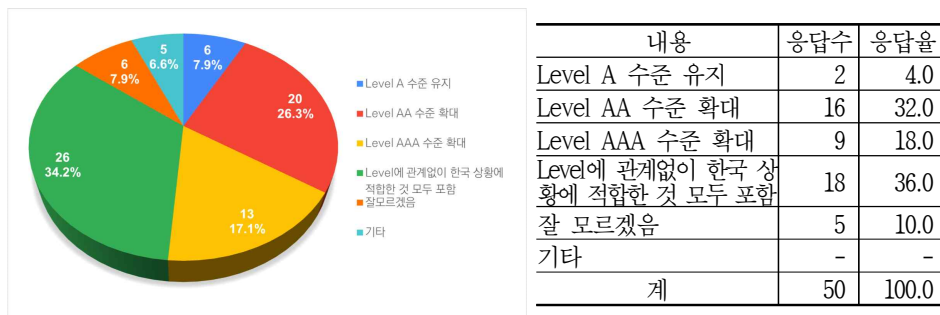 6
7.9%
20
26.3%
13
17.1%
26
34.2%
6
7.9%
5
6.6%
Level A 수준 유지
Level AA 수준 확대
Level AAA 수준 확대
Level에 관계없이 한국 상황에
적합한 것 모두 포함
잘모르겠음
기타
내용 응답수 응답율
Level A 수준 유지 2 4.0
Level AA 수준 확대 16 32.0
Level AAA 수준 확대 9 18.0
Level에 관계없이 한국 상
황에 적합한 것 모두 포함 18 36.0
잘 모르겠음 5 10.0
기타 - -
계 50 100.0